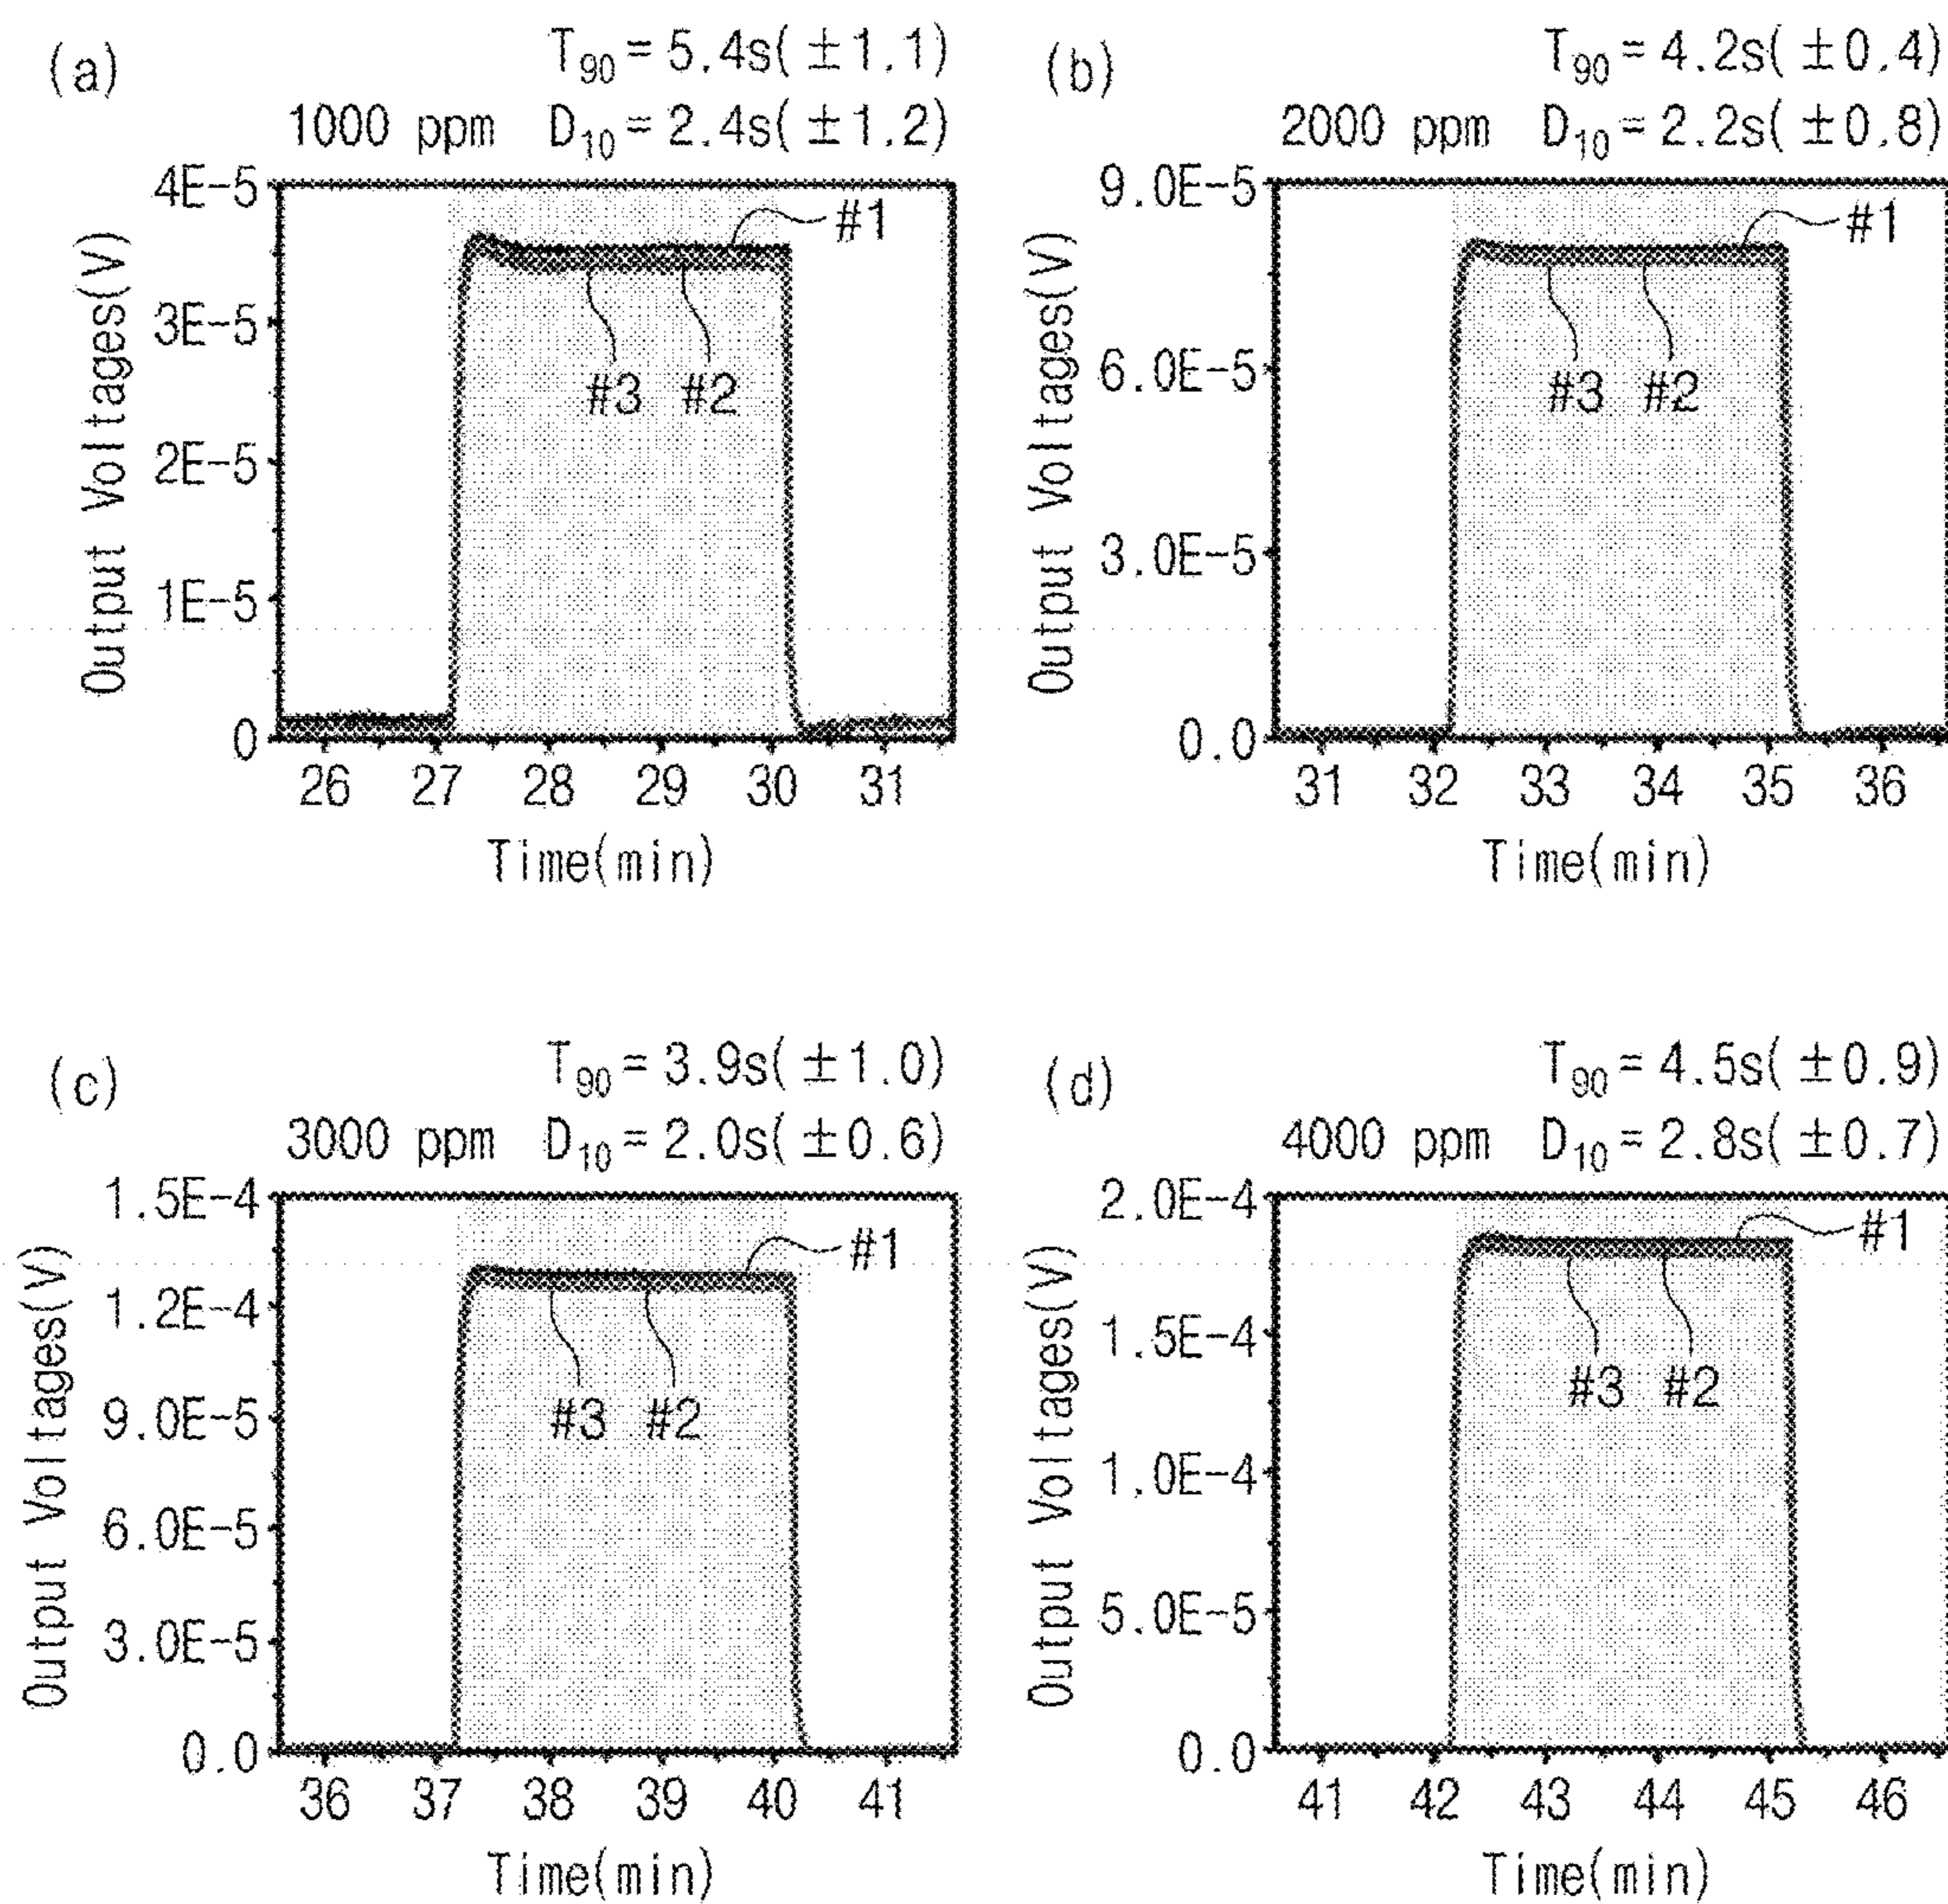 (a)
T90 = 5.4s( ±1.1)
1000 ppm D10 = 2.4s( ±1.2)
4E-5
3E-5
2E-5
1E-5
0
Output Voltages(V)
#1
#3 #2
26 27 28 29 30 31
Time(min)
(b)
T90 = 4.2s( ±0.4)
2000 ppm D10 = 2.2s( ±0.8)
9.0E-5
6.0E-5
3.0E-5
0.0
Output Voltages(V)
#1
#3 #2
31 32 33 34 35 36
Time(min)
(c)
T90 = 3.9s( ±1.0)
3000 ppm D10 = 2.0s( ±0.6)
1.5E-4
1.2E-4
9.0E-5
6.0E-5
3.0E-5
0.0
Output Voltages(V)
#1
#3 #2
36 37 38 39 40 41
Time(min)
(d)
T90 = 4.5s( ±0.9)
4000 ppm D10 = 2.8s( ±0.7)
2.0E-4
1.5E-4
1.0E-4
5.0E-5
0.0
Output Voltages(V)
#1
#3 #2
41 42 43 44 45 46
Time(min)